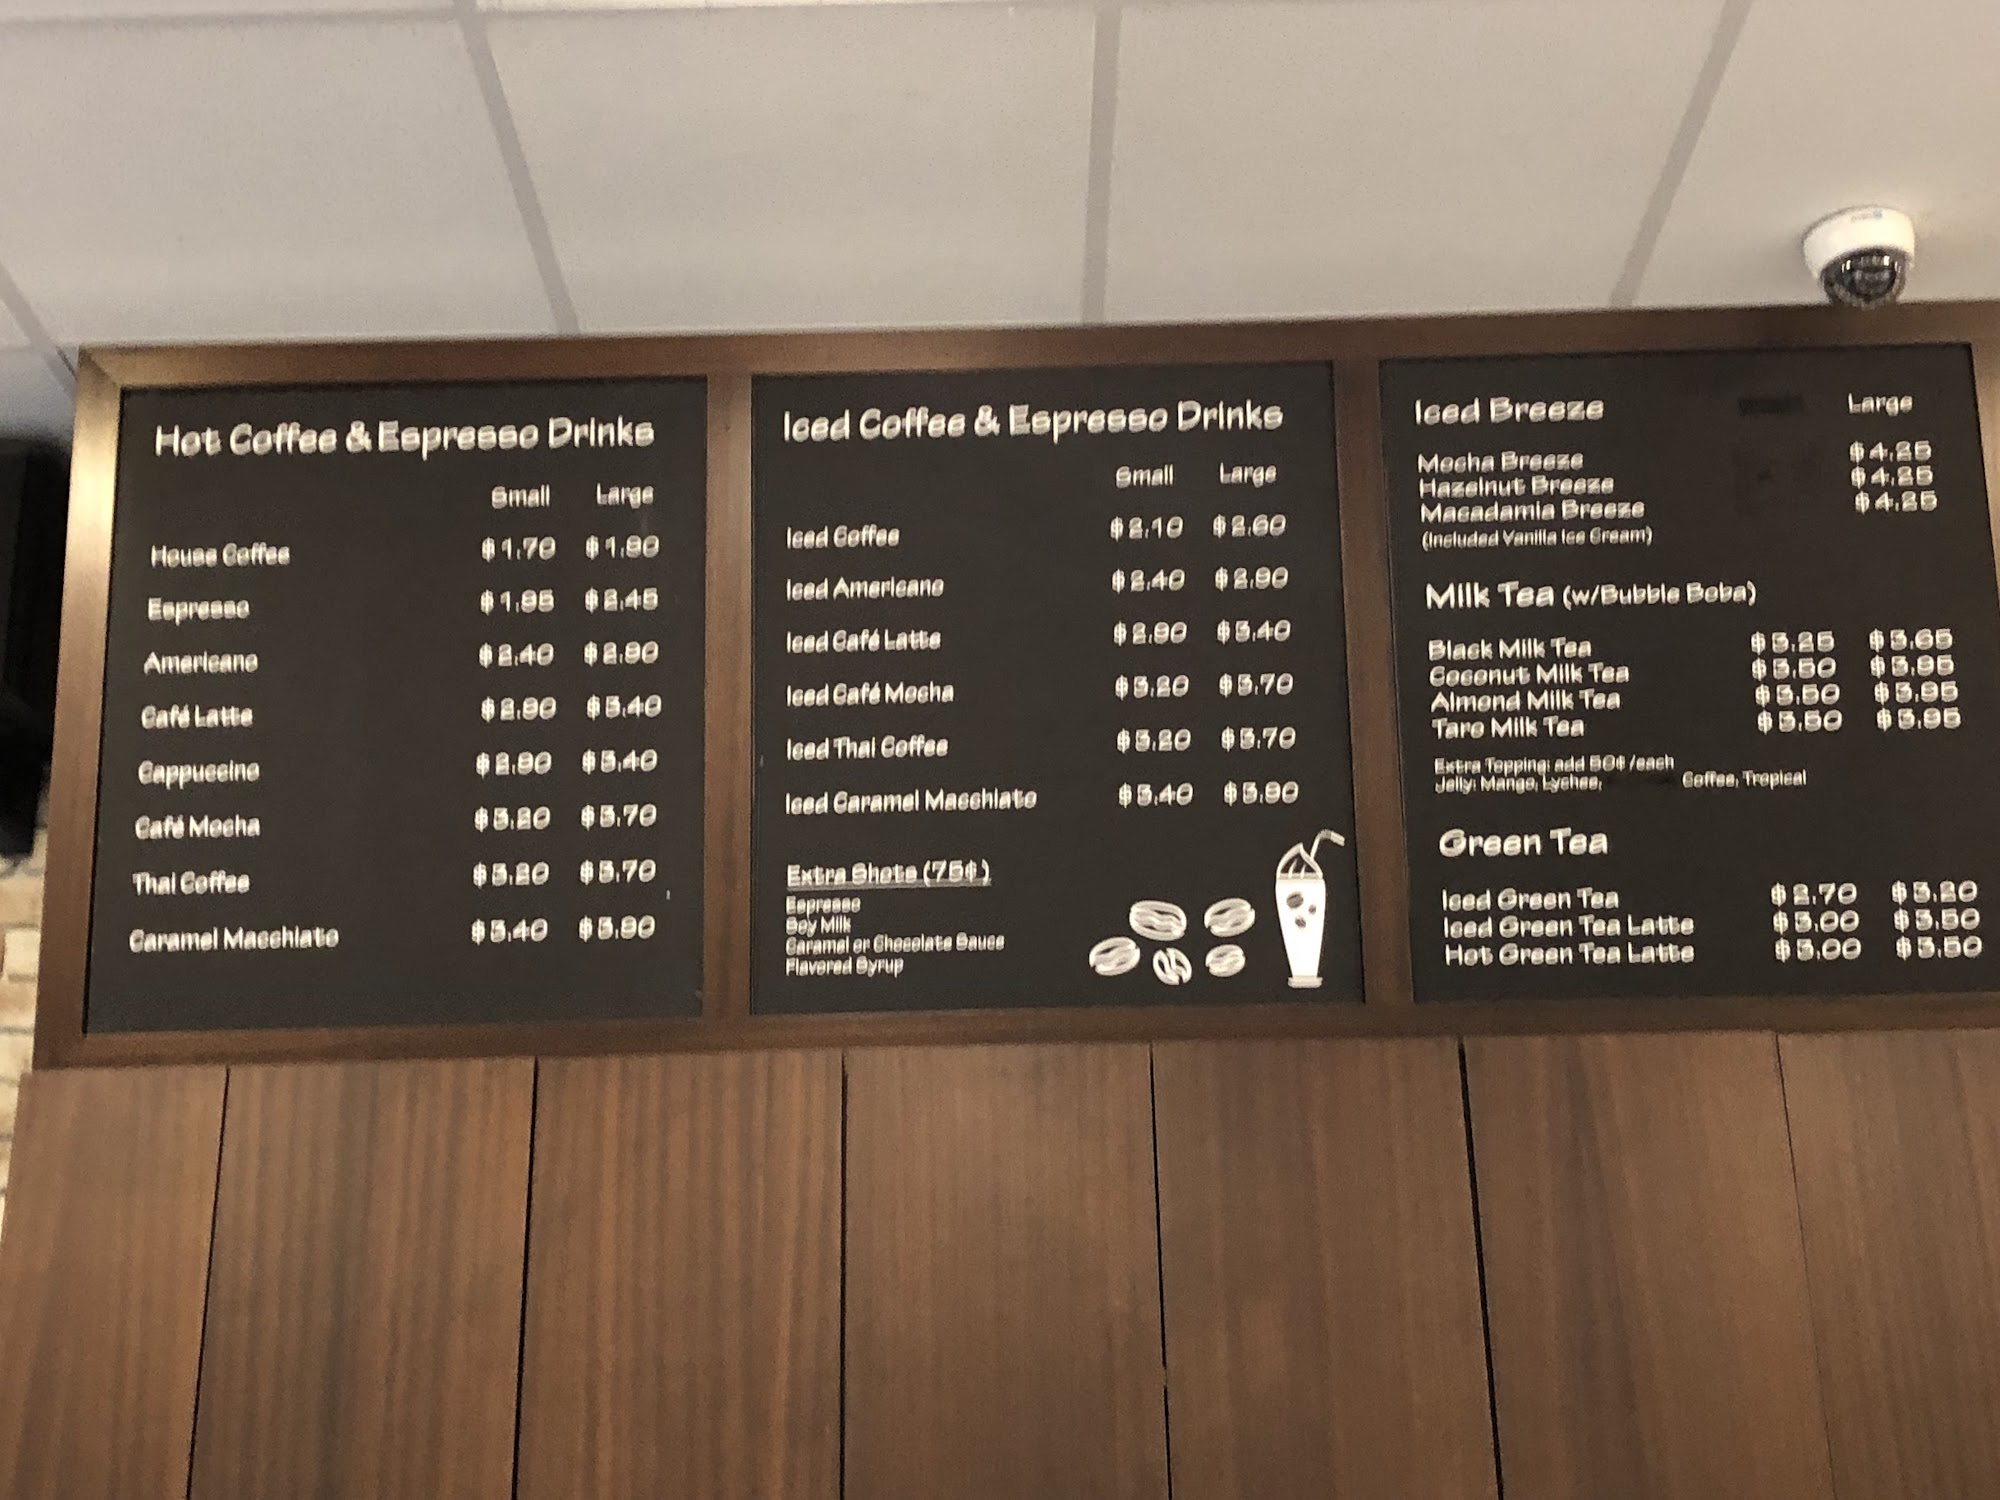 Hot Coffee & Espresso Drinks
Small Large
House Coffee $1.70 $1.90
Espresso $1.95 $2.45
Americano $2.40 $2.90
Café Latte $2.90 $3.40
Cappuccino $2.90 $3.40
Café Mocha $3.20 $3.70
Thai Coffee $3.20 $3.70
Caramel Macchiato $3.40 $3.90
Iced Coffee & Espresso Drinks
Small Large
Iced Coffee $2.10 $2.60
Iced Americano $2.40 $2.90
Iced Café Latte $2.90 $3.40
Iced Café Mocha $3.20 $3.70
Iced Thai Coffee $3.20 $3.70
Iced Caramel Macchiato $3.40 $3.90
Extra Shots (75¢)
Espresso
Soy Milk
Caramel or Chocolate Sauce
Flavored Syrup
Iced Breeze Large
Mocha Breeze $4.25
Hazelnut Breeze $4.25
Macadamia Breeze $4.25
(Included Vanilla Ice Cream)
Milk Tea (w/Bubble Boba)
Black Milk Tea $3.25 $3.65
Coconut Milk Tea $3.50 $3.95
Almond Milk Tea $3.50 $3.95
Taro Milk Tea $3.50 $3.95
Extra Topping: add 50¢/each
Jelly: Mango, Lychee, Coffee, Tropical
Green Tea
Iced Green Tea $2.70 $3.20
Iced Green Tea Latte $3.00 $3.50
Hot Green Tea Latte $3.00 $3.50